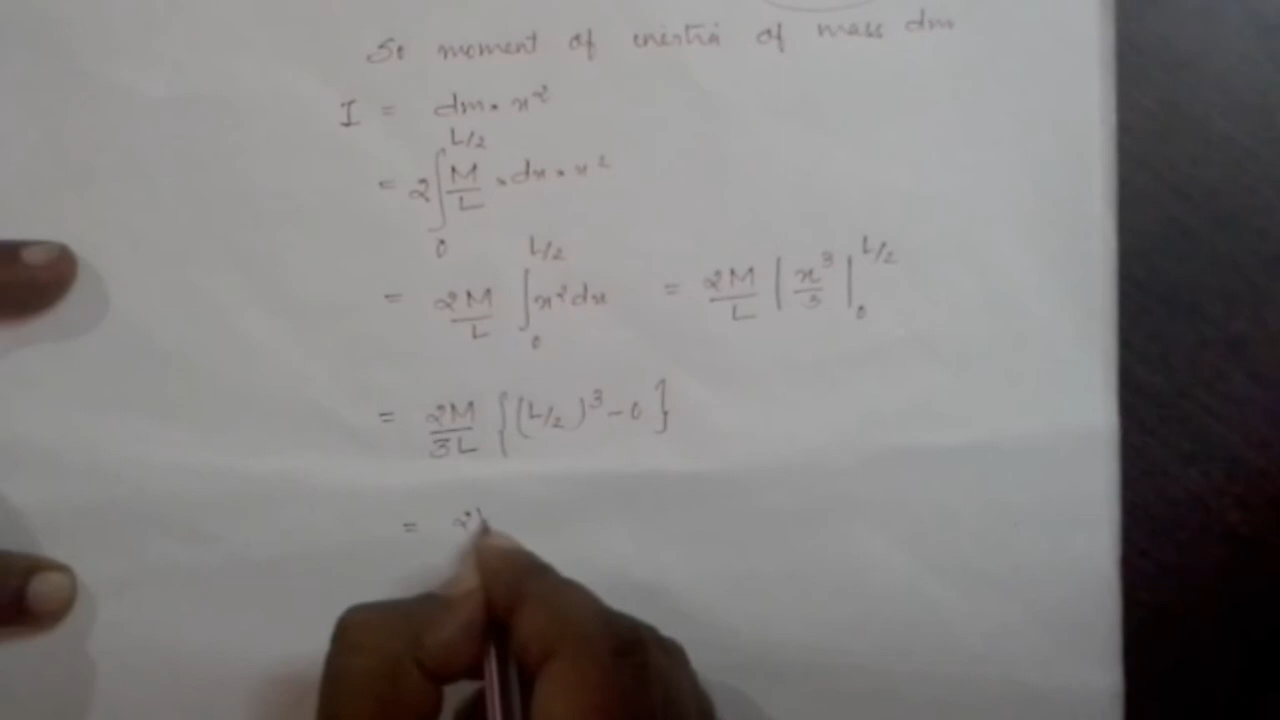 So moment of inertia of mass dm
I = dm . x²
= 2 ∫₀^{L/2} M/L . dx . x²
= 2M/L ∫₀^{L/2} x² dx = 2M/L | x³/3 |₀^{L/2}
= 2M/3L { (L/2)³ - 0 }
= 2